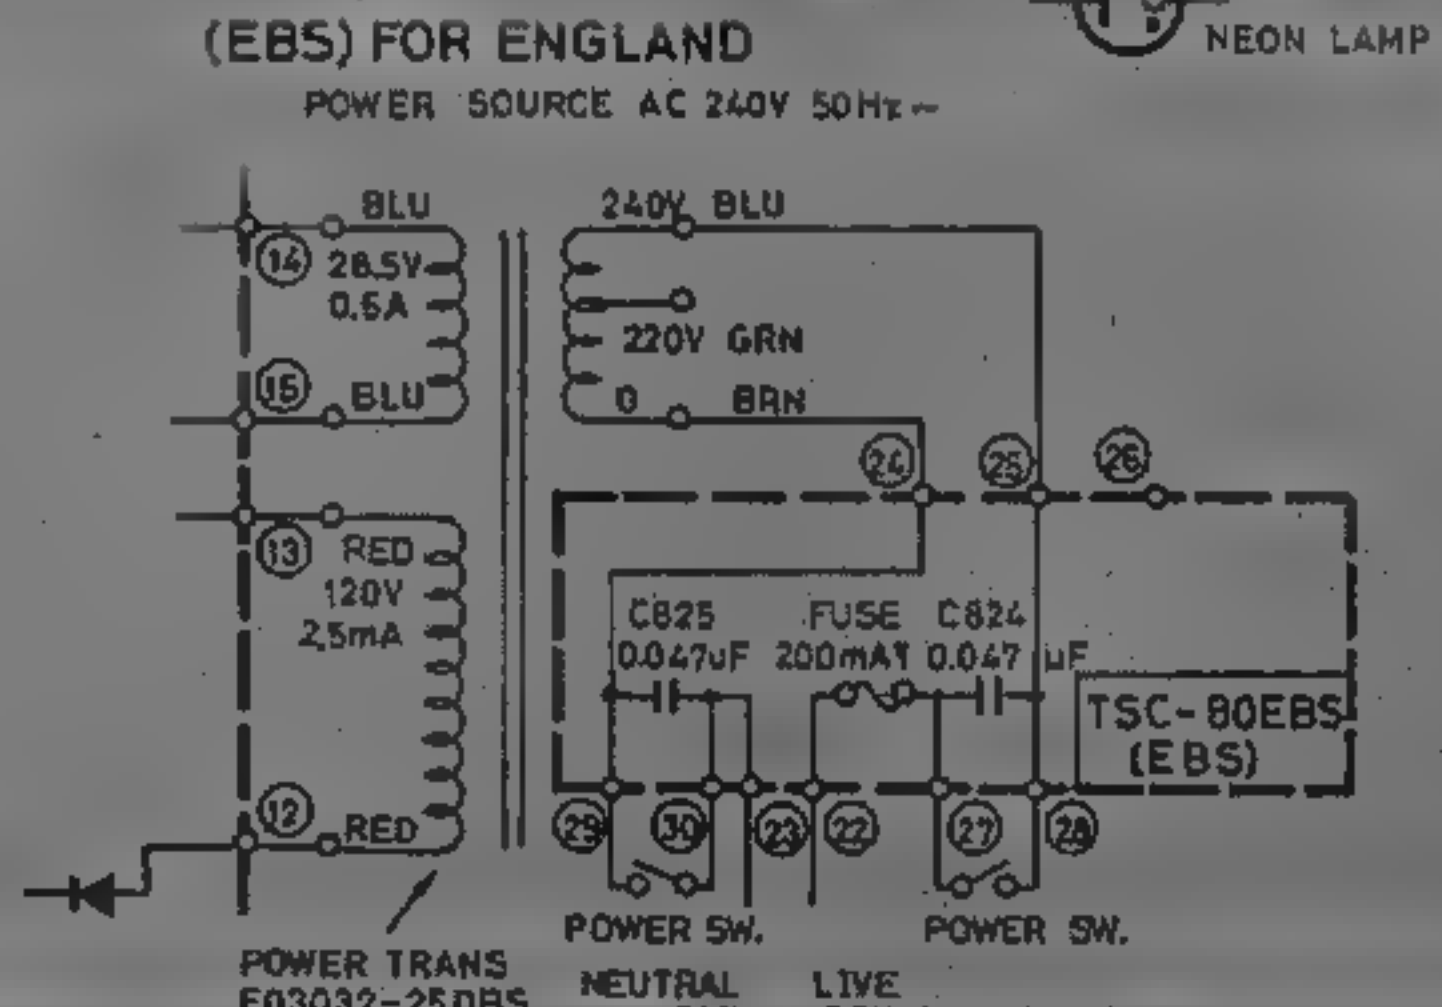 (EBS) FOR ENGLAND
NEON LAMP
POWER SOURCE AC 240V 50Hz~
BLU
240V BLU
14
28.5V
0.6A
220V GRN
15
BLU
0
BRN
24
25
26
13
RED
120V
2.5mA
C825
0.047uF
FUSE
200mAT
C824
0.047 uF
TSC-80EBS
(EBS)
12
RED
29
30
23
22
27
28
POWER SW.
POWER SW.
POWER TRANS
NEUTRAL
LIVE